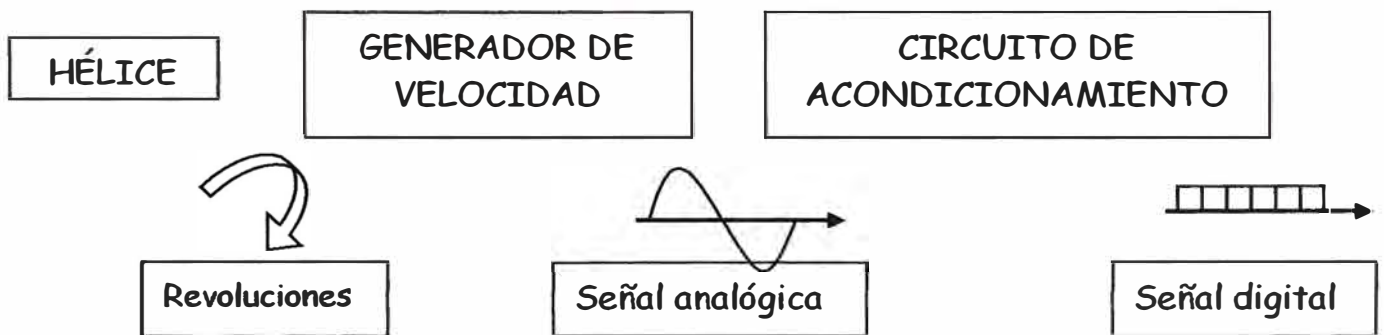 HÉLICE
GENERADOR DE
VELOCIDAD
CIRCUITO DE
ACONDICIONAMIENTO
Revoluciones
Señal analógica
Señal digital